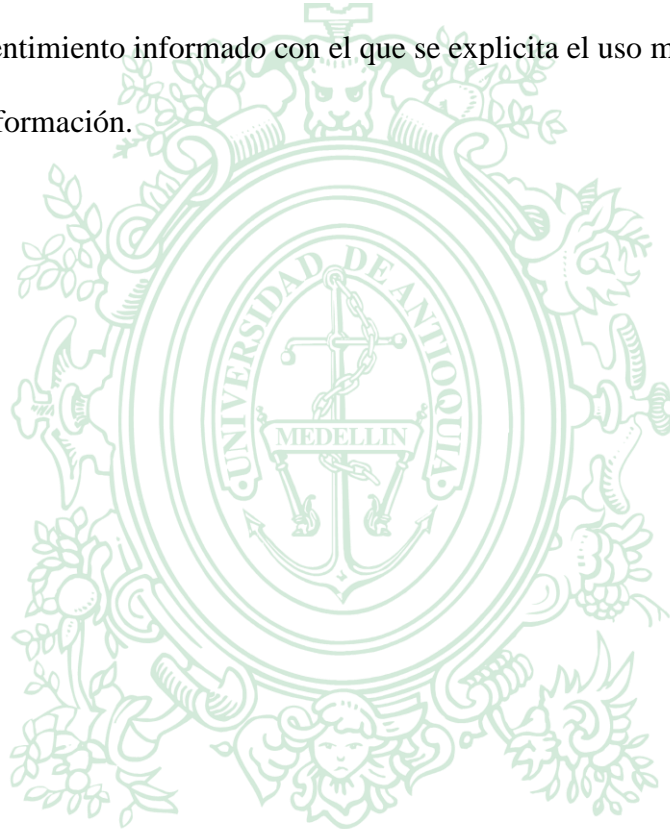 entimiento informado con el que se explicita el uso m
formación.
UNIVERSIDAD DE ANTIOQUIA
MEDELLIN